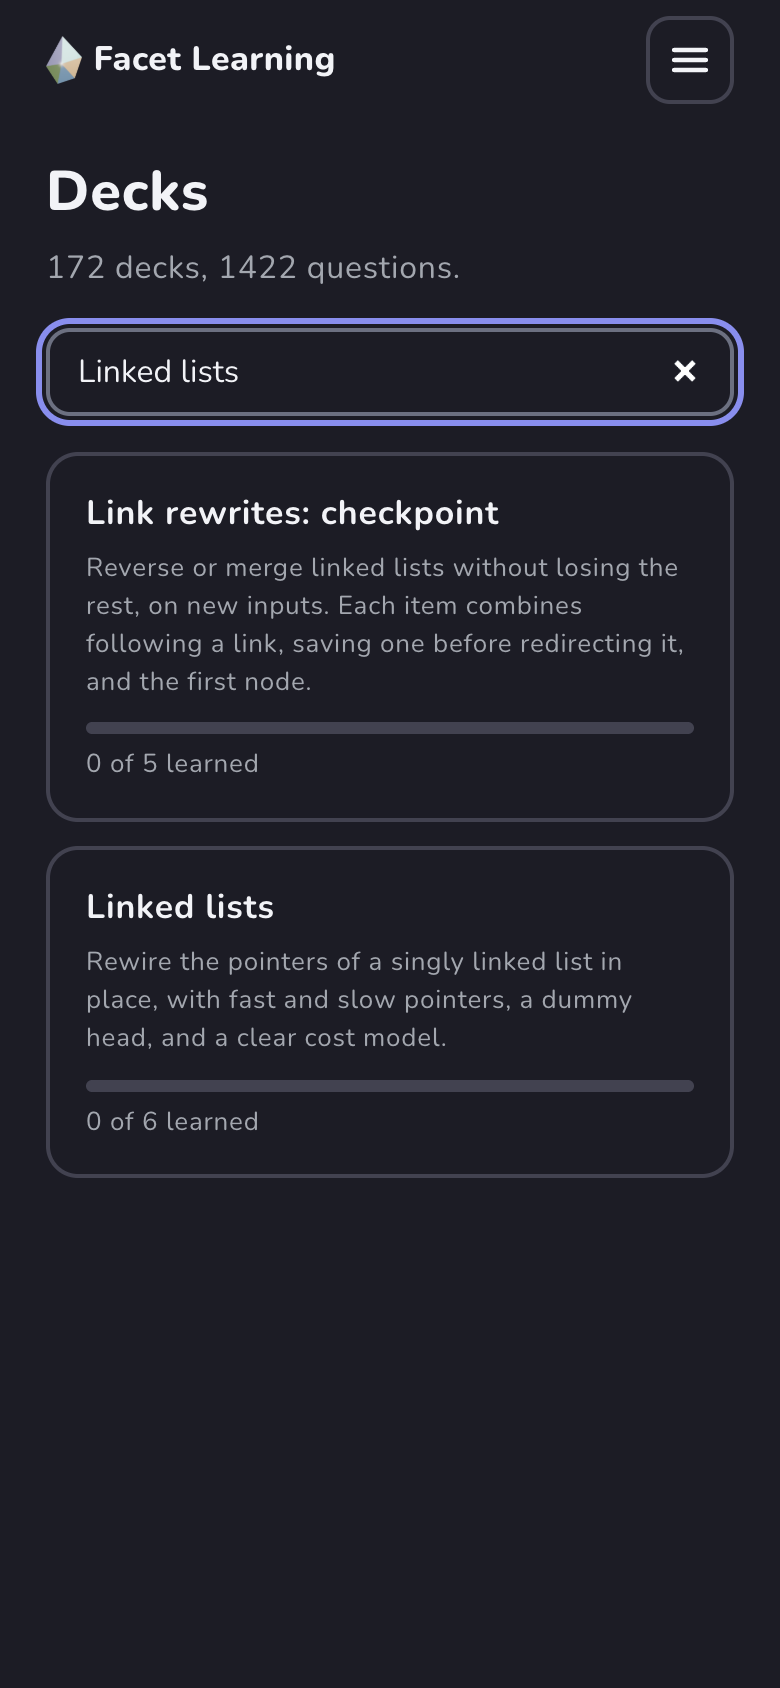 Facet Learning
Decks
172 decks, 1422 questions.
Linked lists
Link rewrites: checkpoint
Reverse or merge linked lists without losing the
rest, on new inputs. Each item combines
following a link, saving one before redirecting it,
and the first node.
0 of 5 learned
Linked lists
Rewire the pointers of a singly linked list in
place, with fast and slow pointers, a dummy
head, and a clear cost model.
0 of 6 learned